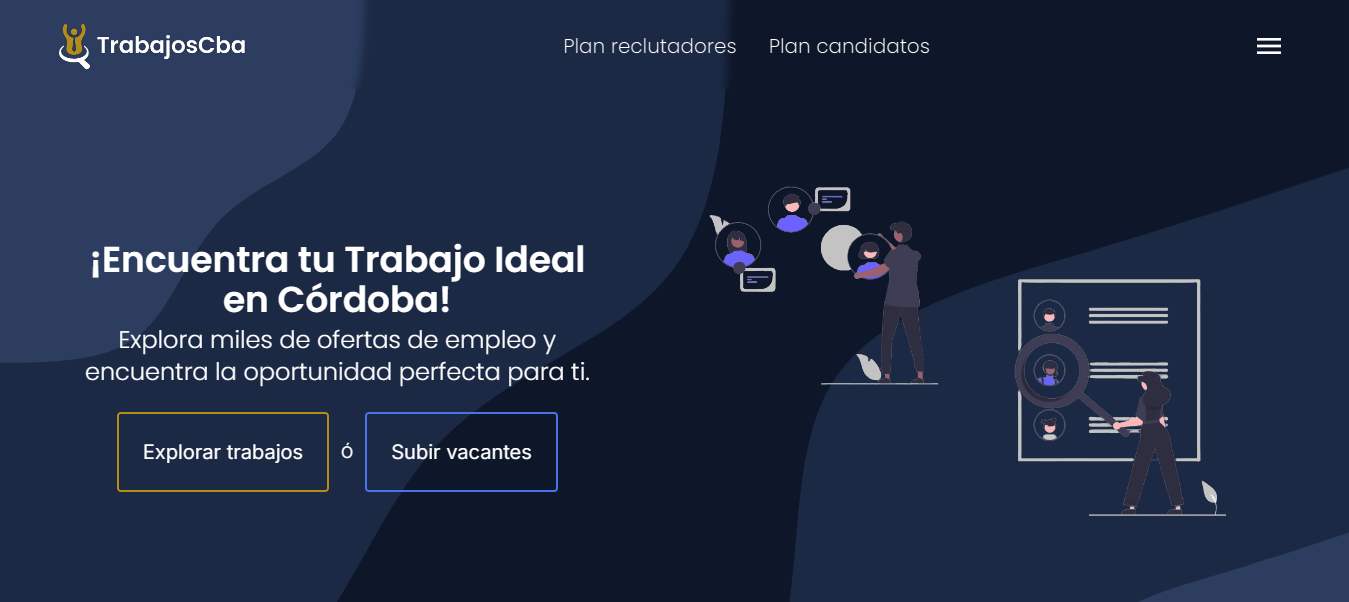 TrabajosCba
Plan reclutadores
Plan candidatos
¡Encuentra tu Trabajo Ideal
en Córdoba!
Explora miles de ofertas de empleo y
encuentra la oportunidad perfecta para ti.
Explorar trabajos
ó
Subir vacantes